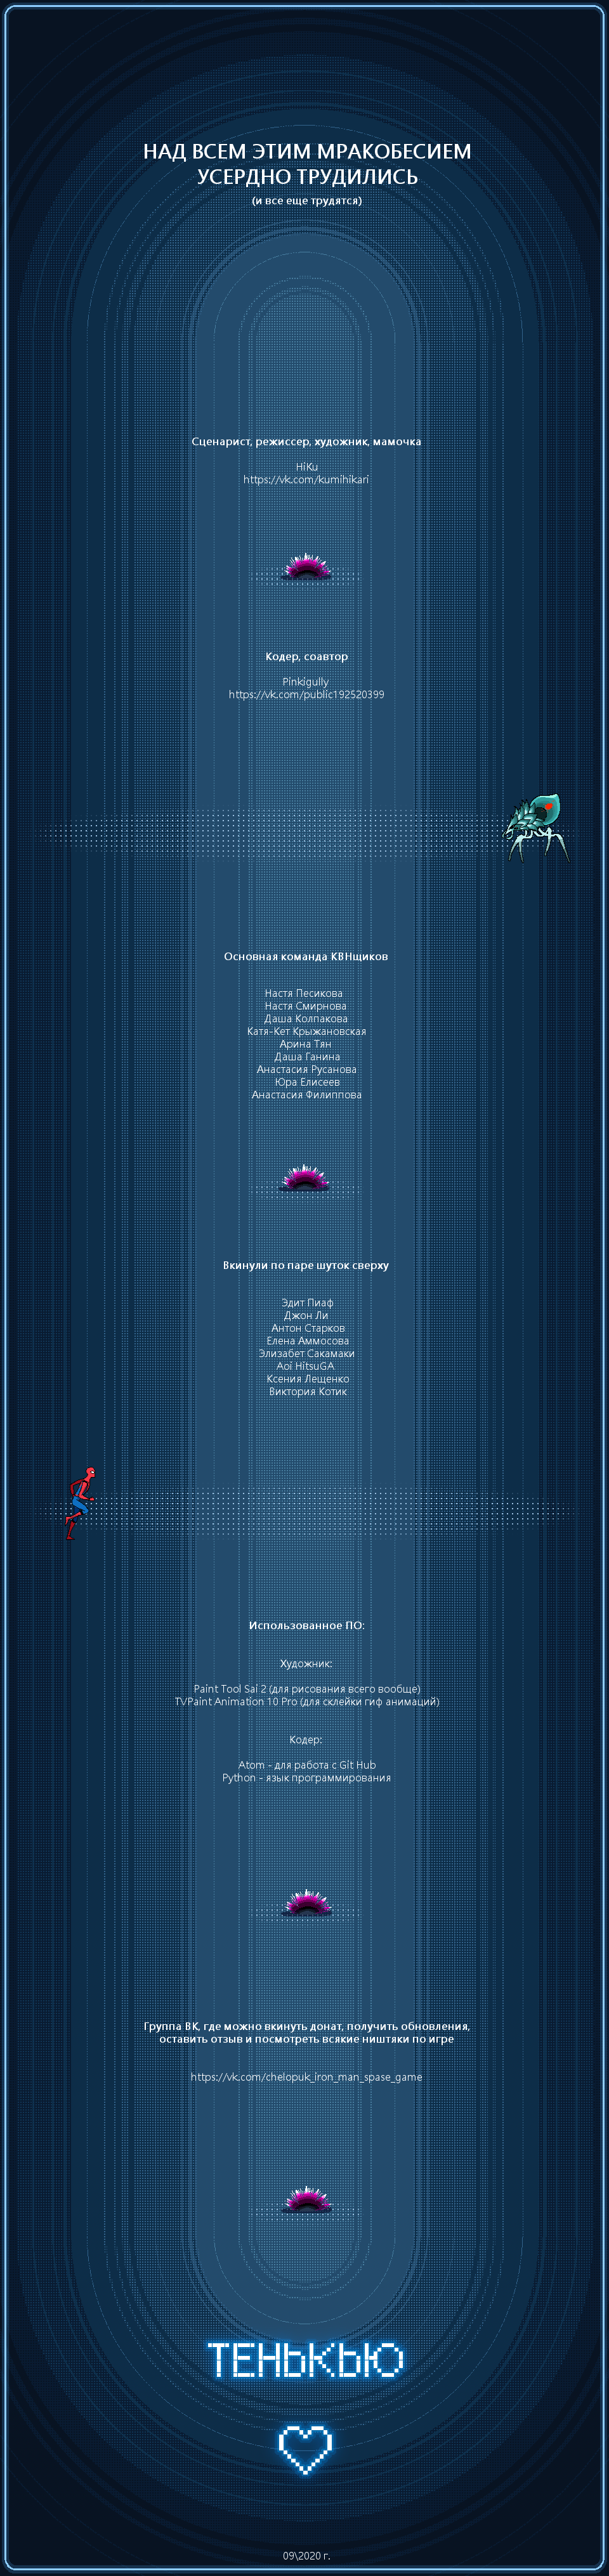 НАД ВСЕМ ЭТИМ МРАКОБЕСИЕМ
УСЕРДНО ТРУДИЛИСЬ
(и все еще трудятся)
Сценарист, режиссер, художник, мамочка
HiKu
https://vk.com/kumihikari
Кодер, соавтор
Pinkigully
https://vk.com/public192520399
Основная команда КВНщиков
Настя Песикова
Настя Смирнова
Даша Колпакова
Катя-Кет Крыжановская
Арина Тян
Даша Ганина
Анастасия Русанова
Юра Елисеев
Анастасия Филиппова
Вкинули по паре шуток сверху
Эдит Пиаф
Джон Ли
Антон Старков
Елена Аммосова
Элизабет Сакамаки
Aoi HitsuGA
Ксения Лещенко
Виктория Котик
Использованное ПО:
Художник:
Paint Tool Sai 2 (для рисования всего вообще)
TVPaint Animation 10 Pro (для склейки гиф анимаций)
Кодер:
Atom - для работа с Git Hub
Python - язык программирования
Группа ВК, где можно вкинуть донат, получить обновления,
оставить отзыв и посмотреть всякие ништяки по игре
https://vk.com/chelopuk_iron_man_spase_game
ТЕНЬКЬЮ
09\2020 г.